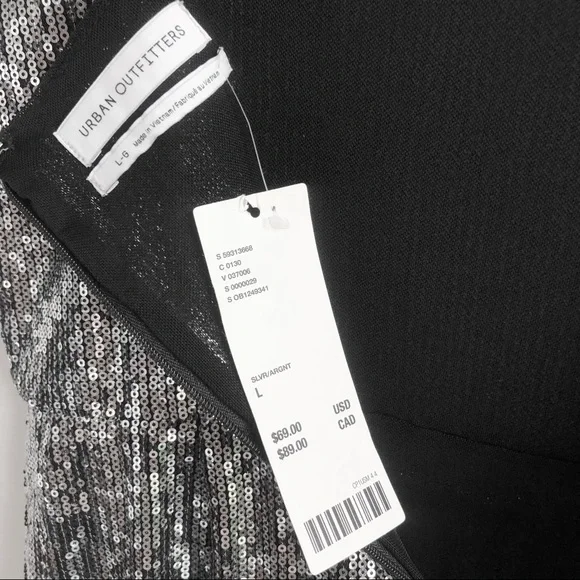 URBAN OUTFITTERS
L-G Made in Vietnam/Fabriqué au Vietnam
S 59313668
C 0130
V 037006
S 0000029
S OB1249341
SLVR/ARGNT
L
$69.00 USD
$89.00 CAD